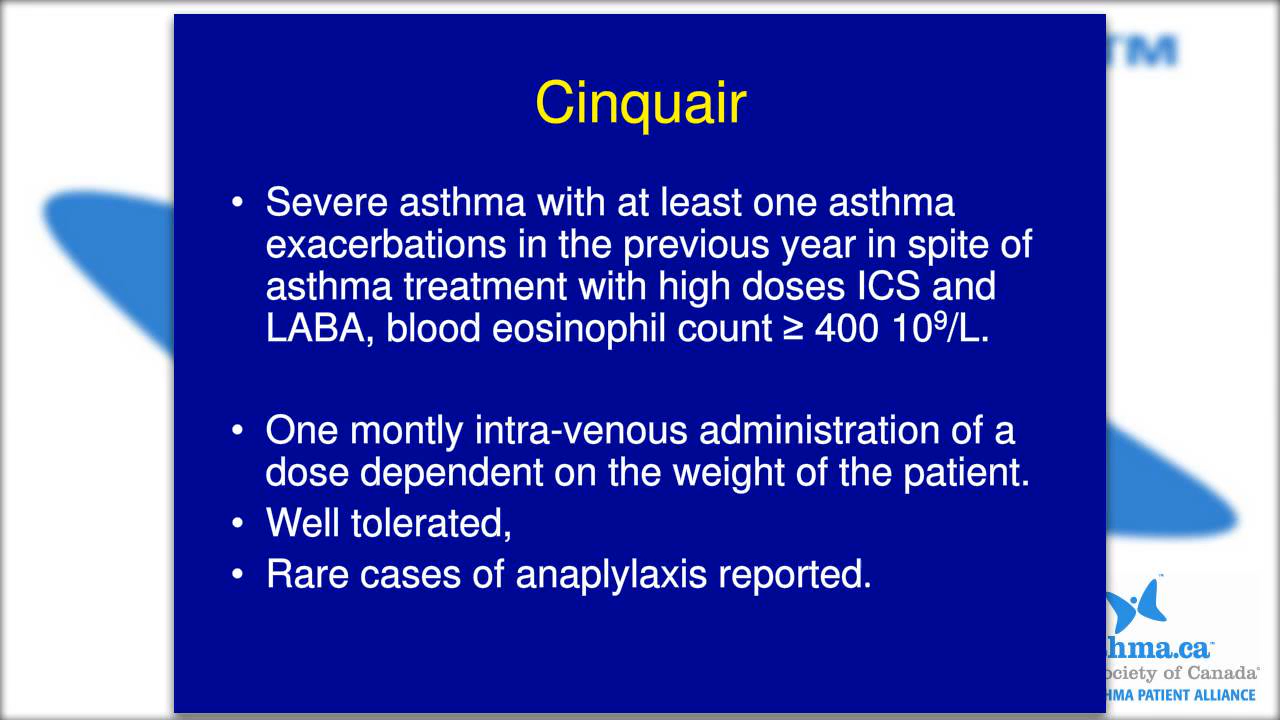 TM
Cinquair
• Severe asthma with at least one asthma
exacerbations in the previous year in spite of
asthma treatment with high doses ICS and
LABA, blood eosinophil count ≥ 400 10⁹/L.
• One montly intra-venous administration of a
dose dependent on the weight of the patient.
• Well tolerated,
• Rare cases of anaplylaxis reported.
hma.ca™
ociety of Canada
HMA PATIENT ALLIANCE